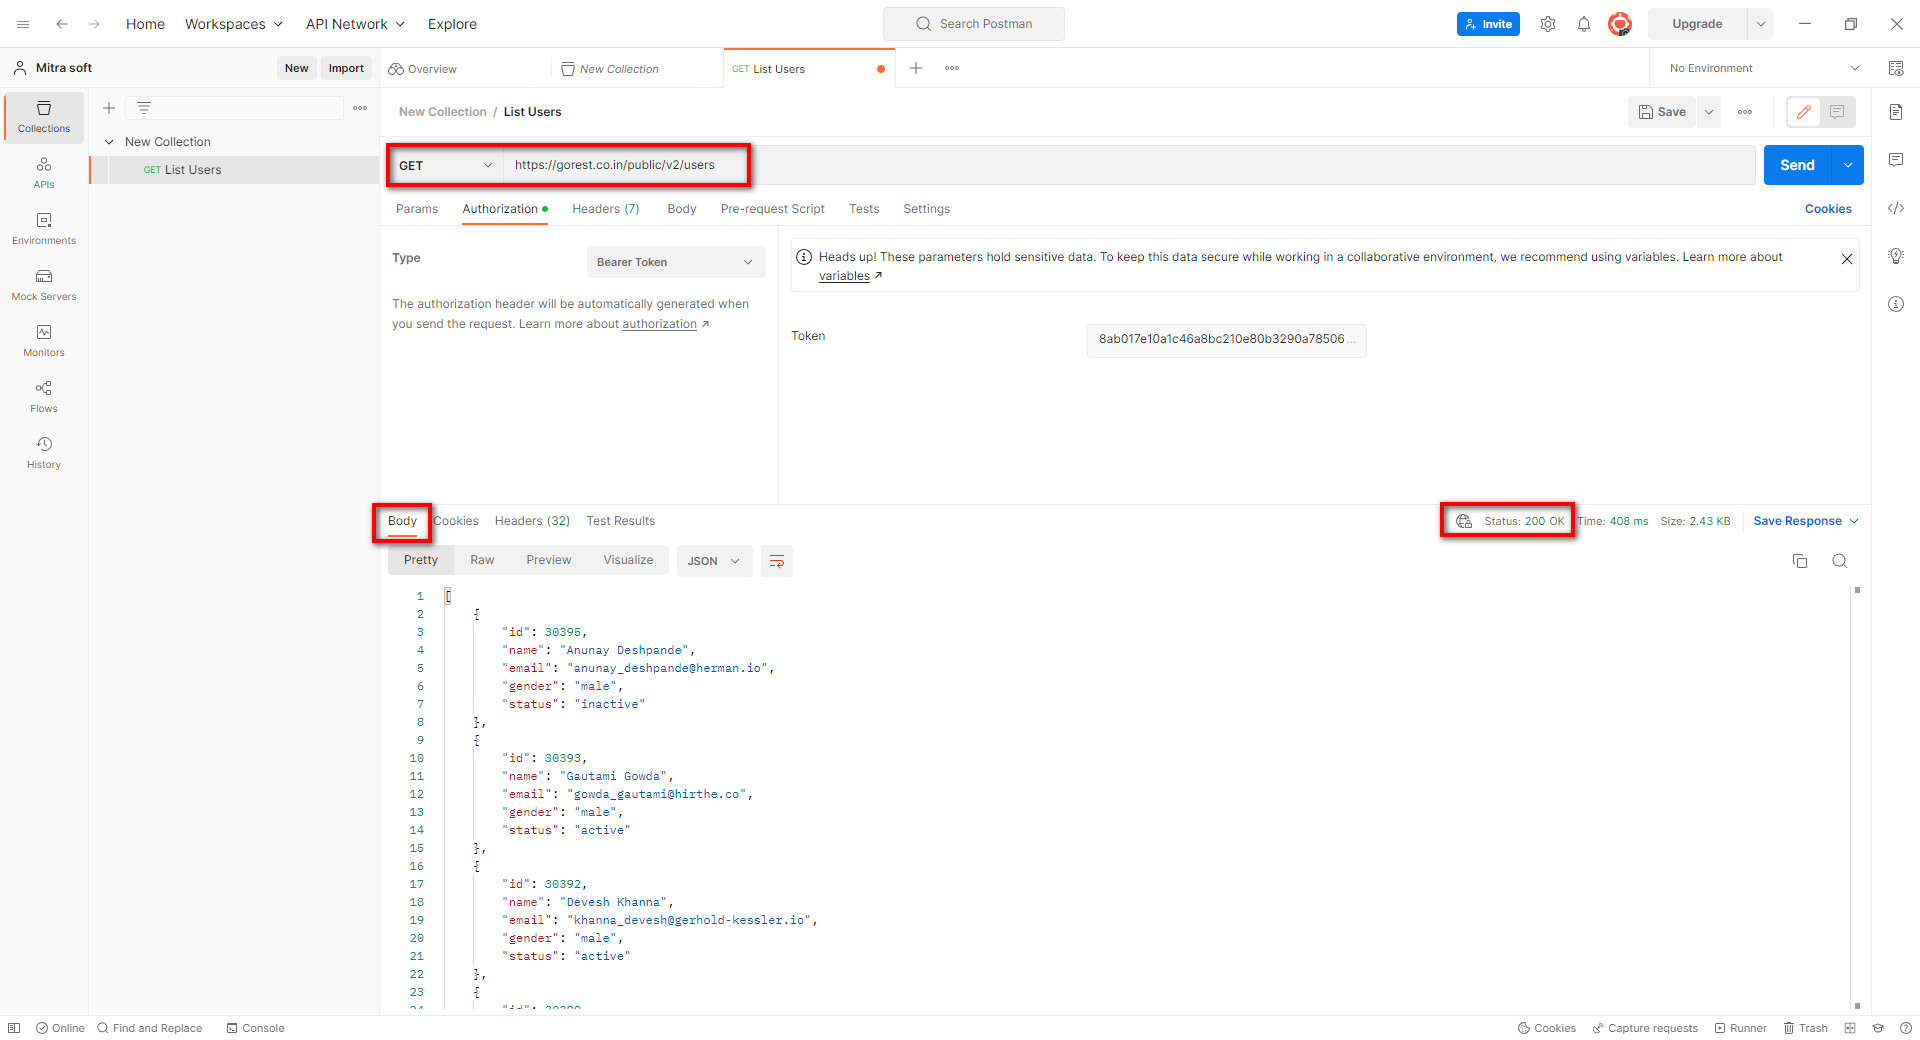 Home Workspaces API Network Explore Search Postman Invite Upgrade
Mitra soft New Import Overview New Collection GET List Users No Environment
Collections
New Collection
GET List Users
New Collection / List Users Save
GET https://gorest.co.in/public/v2/users Send
APIs
Environments
Mock Servers
Monitors
Flows
History
Params Authorization Headers (7) Body Pre-request Script Tests Settings Cookies
Type Bearer Token
The authorization header will be automatically generated when
you send the request. Learn more about authorization ↗
Heads up! These parameters hold sensitive data. To keep this data secure while working in a collaborative environment, we recommend using variables. Learn more about
variables ↗
Token 8ab017e10a1c46a8bc210e80b3290a78506...
Body Cookies Headers (32) Test Results Status: 200 OK Time: 408 ms Size: 2.43 KB Save Response
Pretty Raw Preview Visualize JSON
1 [
2 {
3 "id": 30395,
4 "name": "Anunay Deshpande",
5 "email": "anunay_deshpande@herman.io",
6 "gender": "male",
7 "status": "inactive"
8 },
9 {
10 "id": 30393,
11 "name": "Gautami Gowda",
12 "email": "gowda_gautami@hirthe.co",
13 "gender": "male",
14 "status": "active"
15 },
16 {
17 "id": 30392,
18 "name": "Devesh Khanna",
19 "email": "khanna_devesh@gerhold-kessler.io",
20 "gender": "male",
21 "status": "active"
22 },
23 {
Online Find and Replace Console Cookies Capture requests Runner Trash